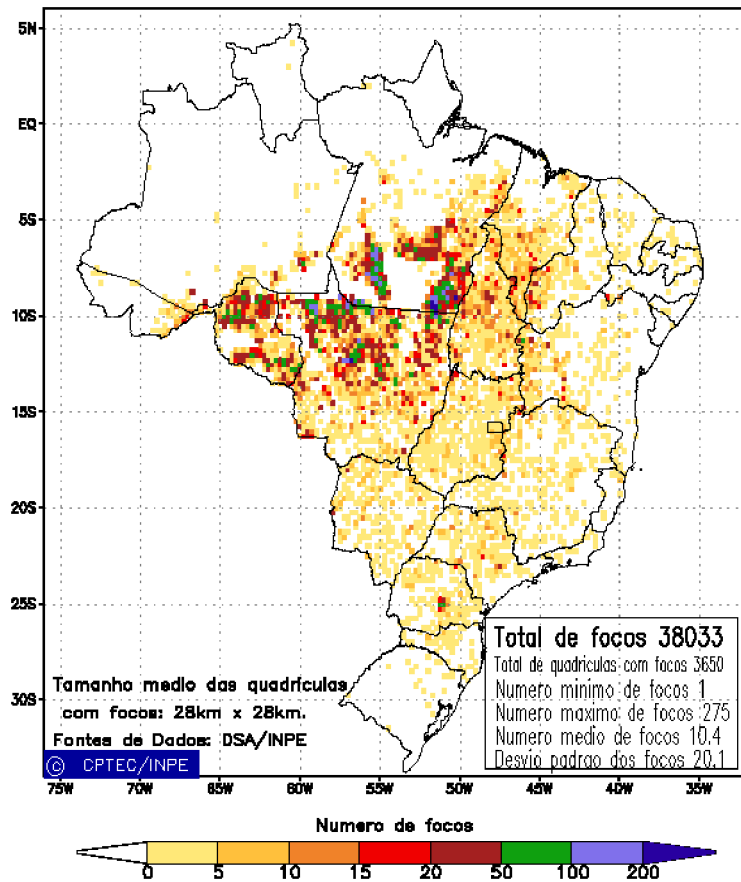 5N
EQ
5S
10S
15S
20S
25S
30S
Total de focos 38033
Total de quadriculas com focos 3650
Numero minimo de focos 1
Numero maximo de focos 275
Numero medio de focos 10.4
Desvio padrao dos focos 20.1
Tamanho medio das quadrículas
com focos: 28km x 28km.
Fontes de Dados: DSA/INPE
© CPTEC/INPE
75W 70W 65W 60W 55W 50W 45W 40W 35W
Numero de focos
0 5 10 15 20 50 100 200